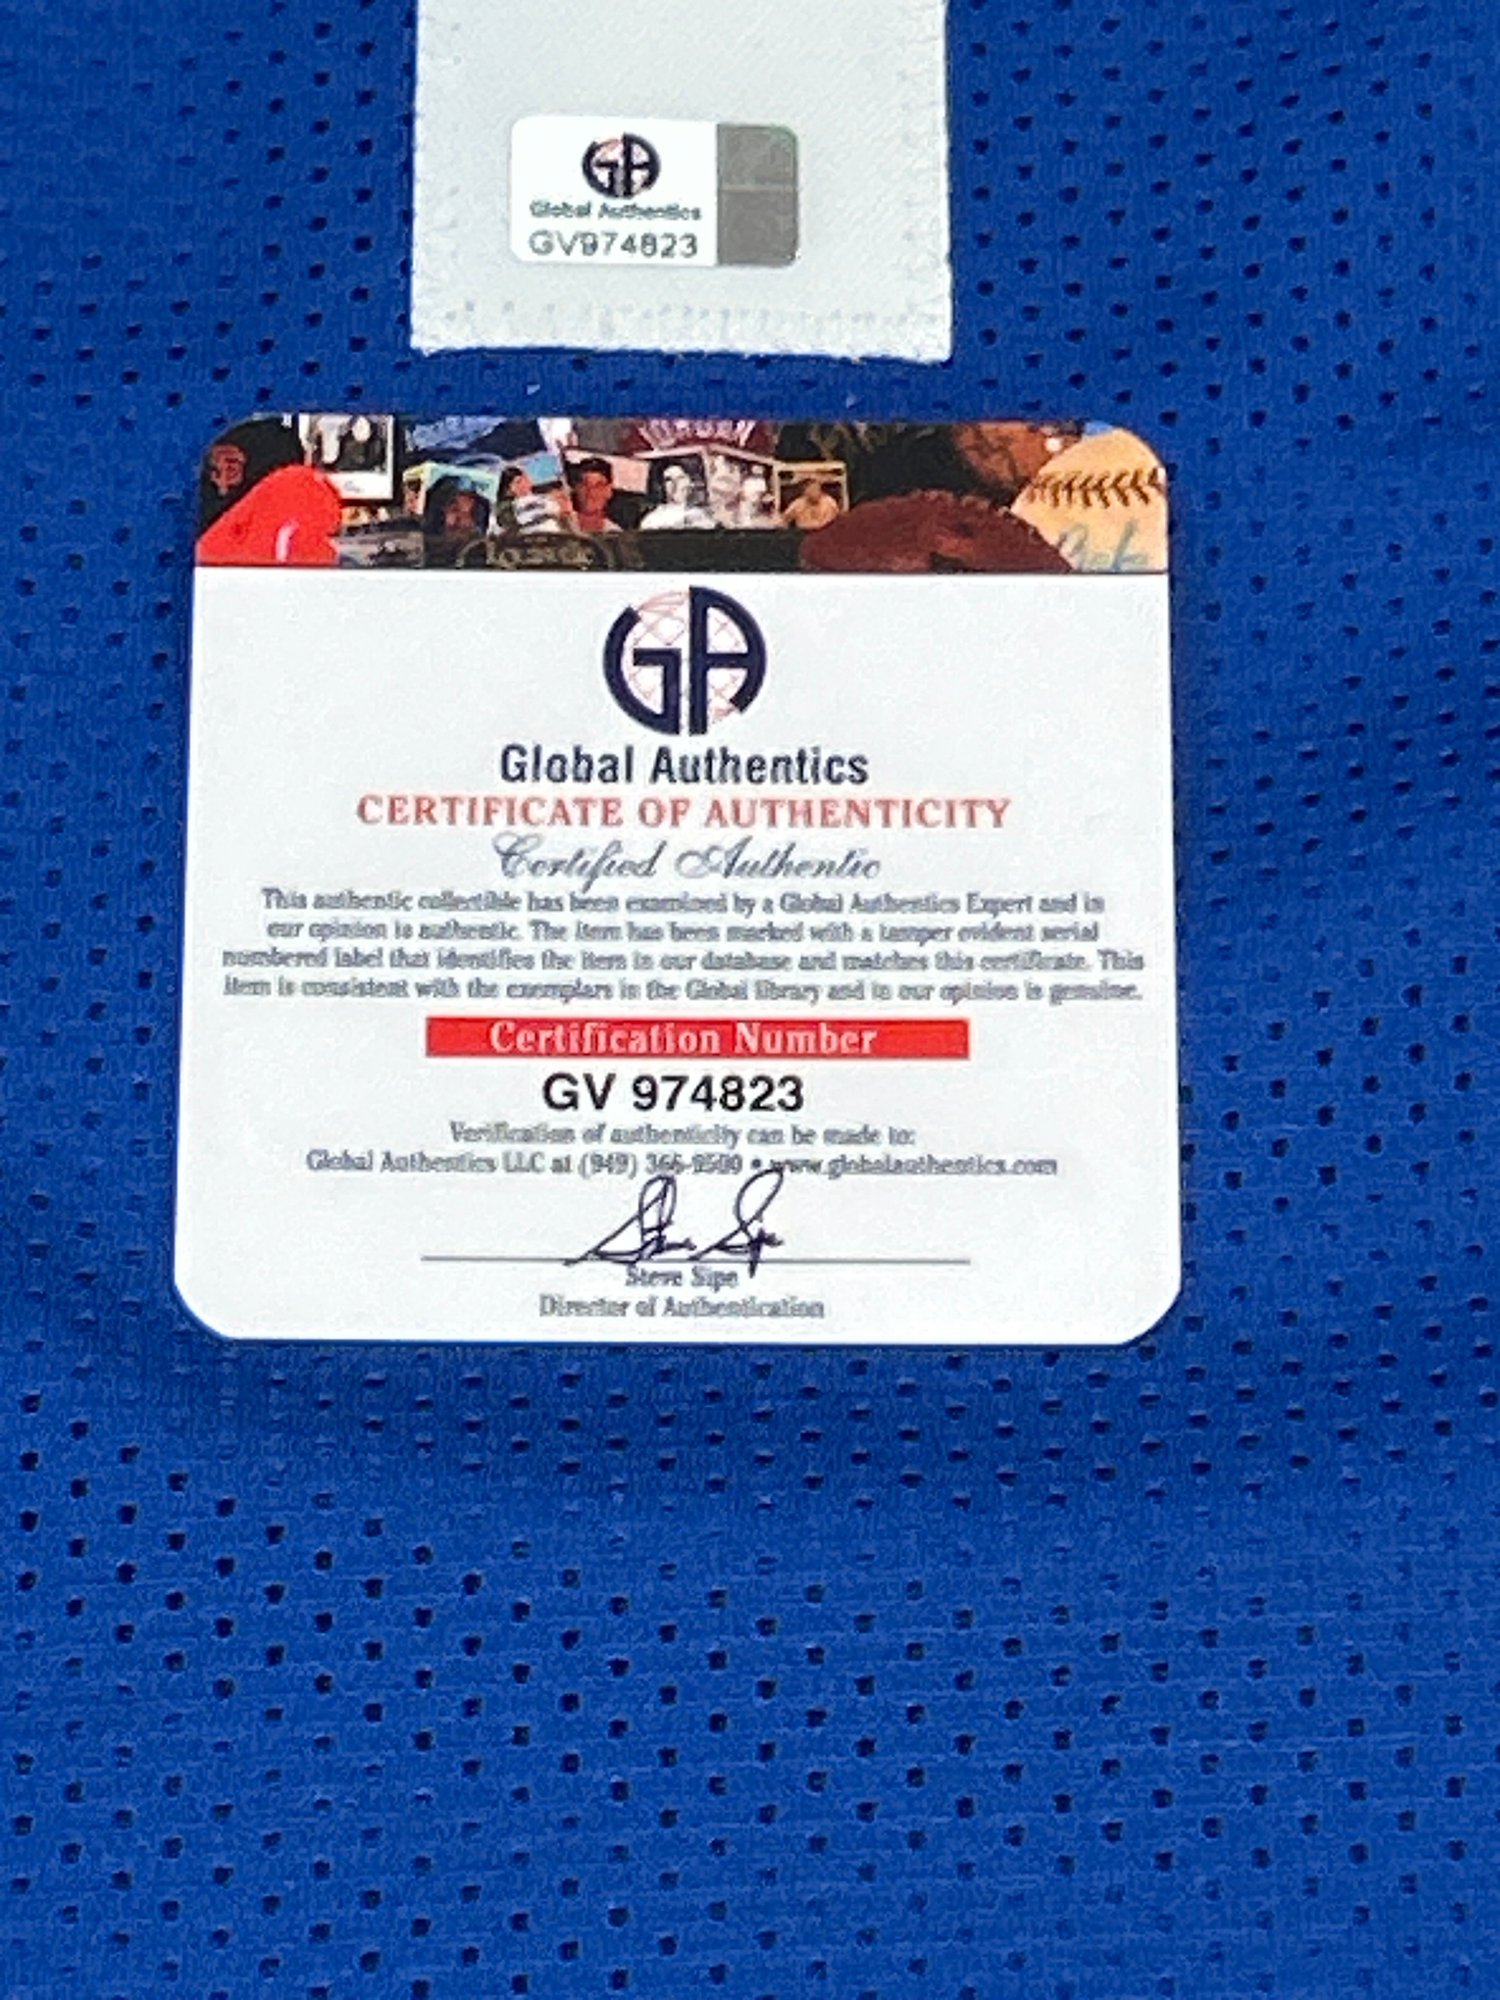 GA
Global Authentics
GV974823
GA
Global Authentics
CERTIFICATE OF AUTHENTICITY
Certified Authentic
This authentic collectible has been examined by a Global Authentics Expert and in
our opinion is authentic. The item has been marked with a tamper evident serial
numbered label that identifies the item in our database and matches this certificate. This
item is consistent with the exemplars in the Global library and in our opinion is genuine.
Certification Number
GV 974823
Verification of authenticity can be made to:
Global Authentics LLC at (949) 366-9500 • www.globalauthentics.com
Steve Sipe
Steve Sipe
Director of Authentication